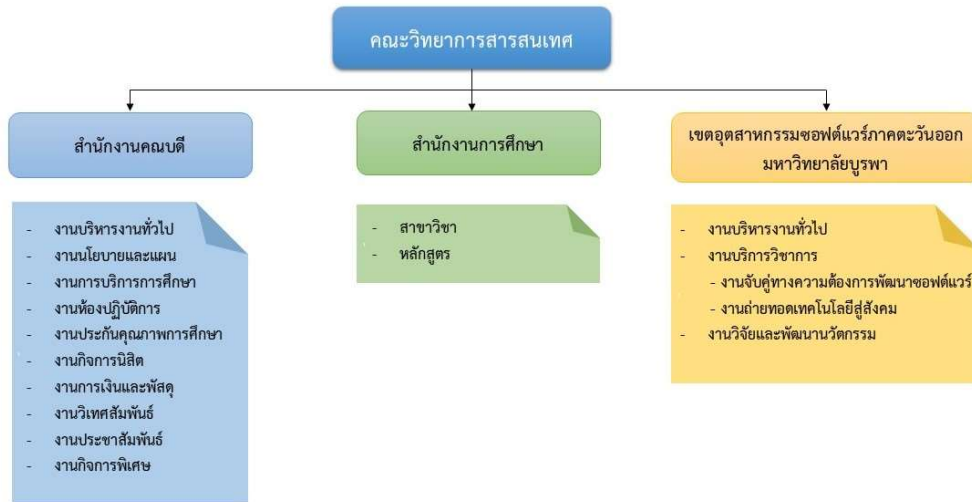 คณะวิทยาการสารสนเทศ
สำนักงานคณบดี
- งานบริหารงานทั่วไป
- งานนโยบายและแผน
- งานการบริการการศึกษา
- งานห้องปฏิบัติการ
- งานประกันคุณภาพการศึกษา
- งานกิจการนิสิต
- งานการเงินและพัสดุ
- งานวิเทศสัมพันธ์
- งานประชาสัมพันธ์
- งานกิจการพิเศษ
สำนักงานการศึกษา
- สาขาวิชา
- หลักสูตร
เขตอุตสาหกรรมซอฟต์แวร์ภาคตะวันออก
มหาวิทยาลัยบูรพา
- งานบริหารงานทั่วไป
- งานบริการวิชาการ
- งานจับคู่ทางความต้องการพัฒนาซอฟต์แวร์
- งานถ่ายทอดเทคโนโลยีสู่สังคม
- งานวิจัยและพัฒนานวัตกรรม